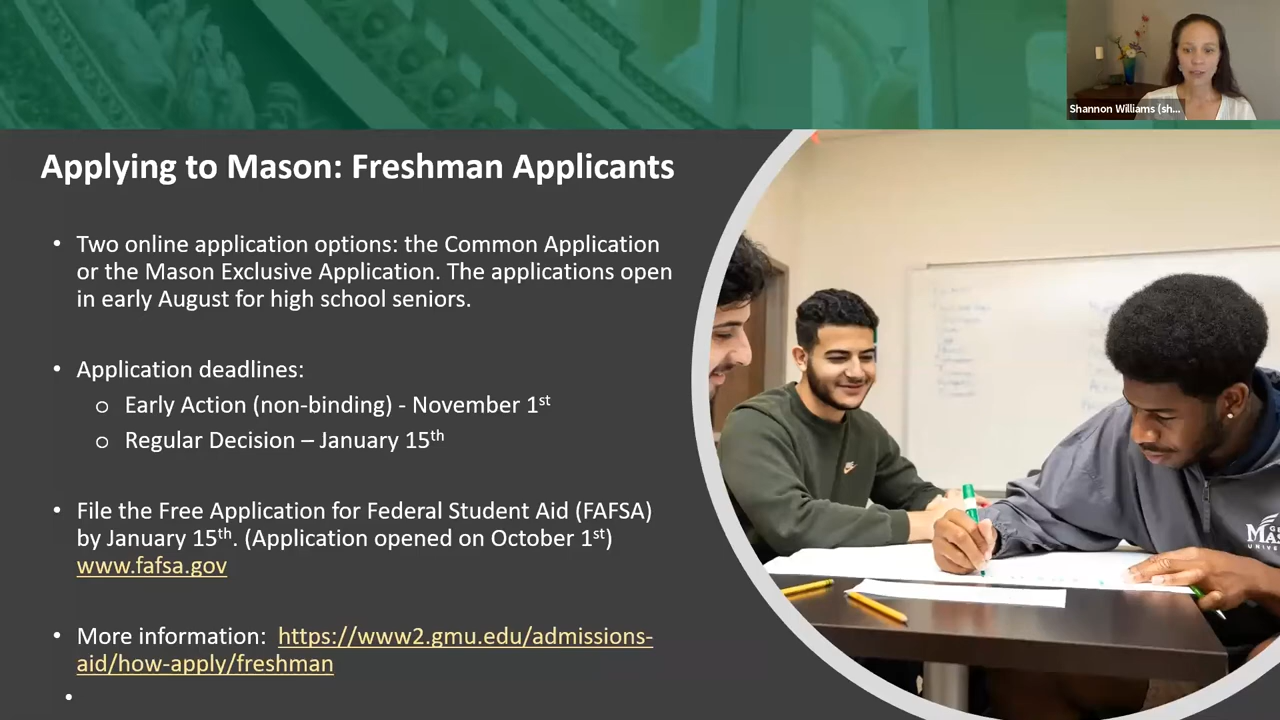 Shannon Williams (sh...
Applying to Mason: Freshman Applicants
• Two online application options: the Common Application
or the Mason Exclusive Application. The applications open
in early August for high school seniors.
• Application deadlines:
o Early Action (non-binding) - November 1st
o Regular Decision – January 15th
• File the Free Application for Federal Student Aid (FAFSA)
by January 15th. (Application opened on October 1st)
www.fafsa.gov
• More information: https://www2.gmu.edu/admissions-
aid/how-apply/freshman
•